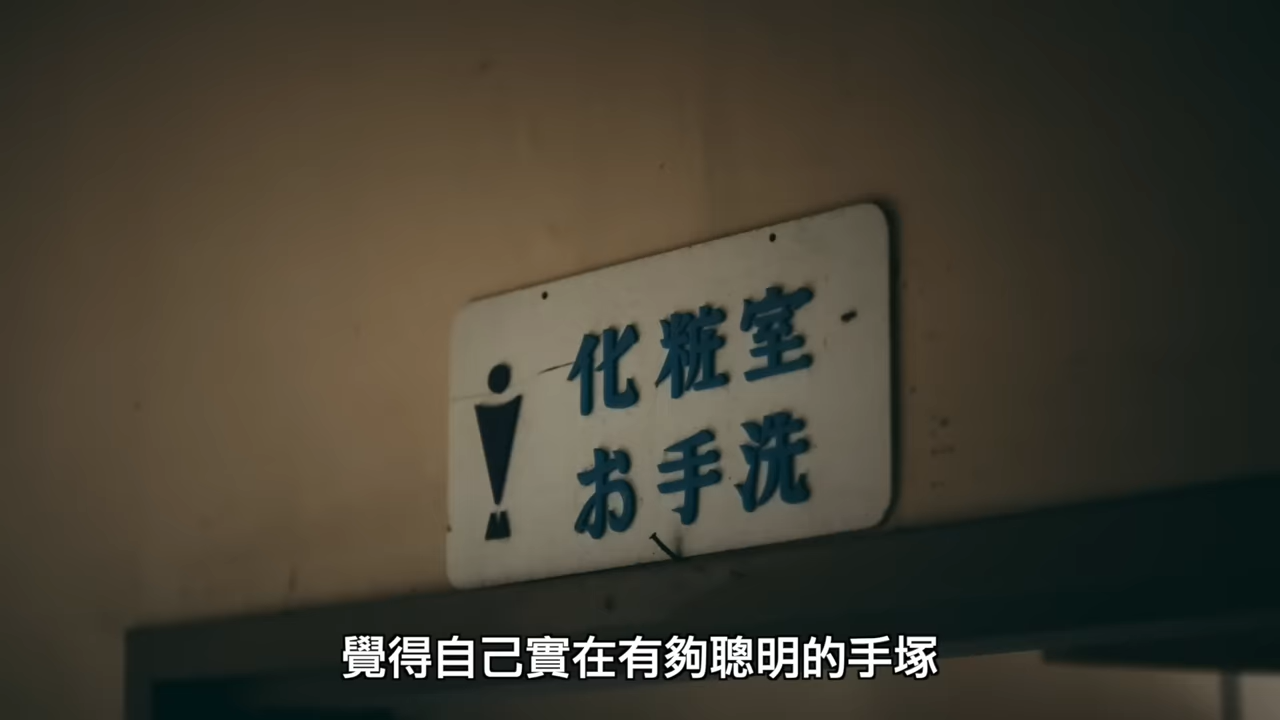 化粧室
お手洗
覺得自己實在有夠聰明的手塚